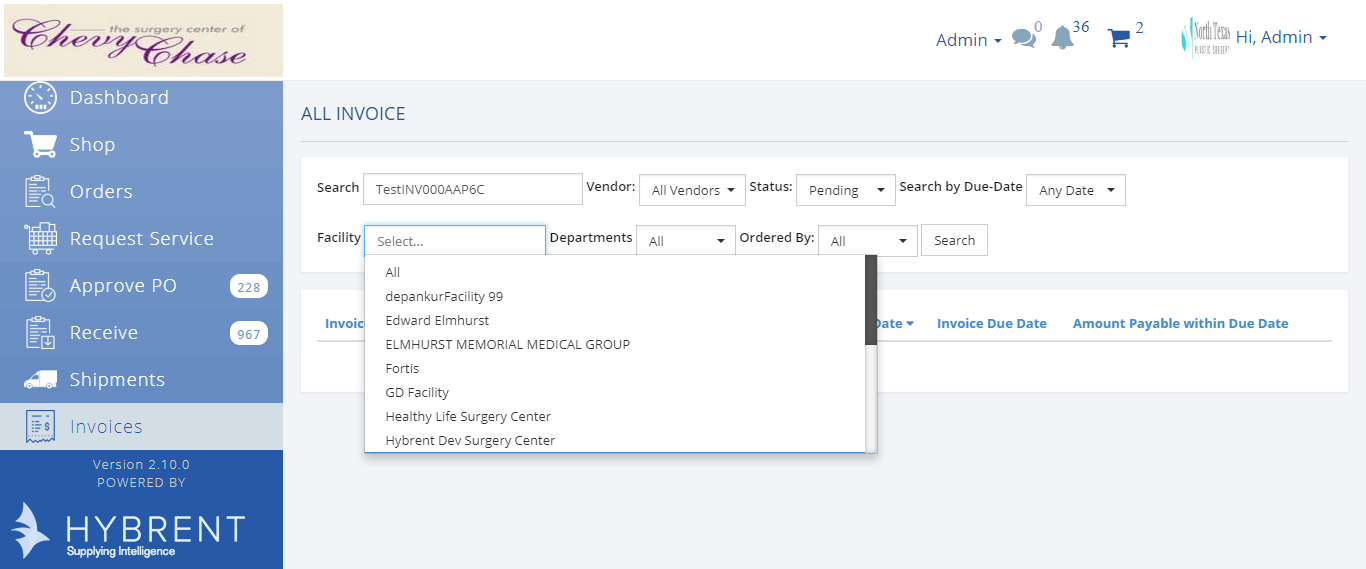 the surgery center of
Chevy Chase
Admin
0
36
2
North Texas
PLASTIC SURGERY
Hi, Admin
Dashboard
Shop
Orders
Request Service
Approve PO 228
Receive 967
Shipments
Invoices
Version 2.10.0
POWERED BY
HYBRENT
Supplying Intelligence
ALL INVOICE
Search TestINV000AAP6C Vendor: All Vendors Status: Pending Search by Due-Date Any Date
Facility Select... Departments All Ordered By: All Search
All
depankurFacility 99
Edward Elmhurst
ELMHURST MEMORIAL MEDICAL GROUP
Fortis
GD Facility
Healthy Life Surgery Center
Hybrent Dev Surgery Center
Invoice Date Invoice Due Date Amount Payable within Due Date